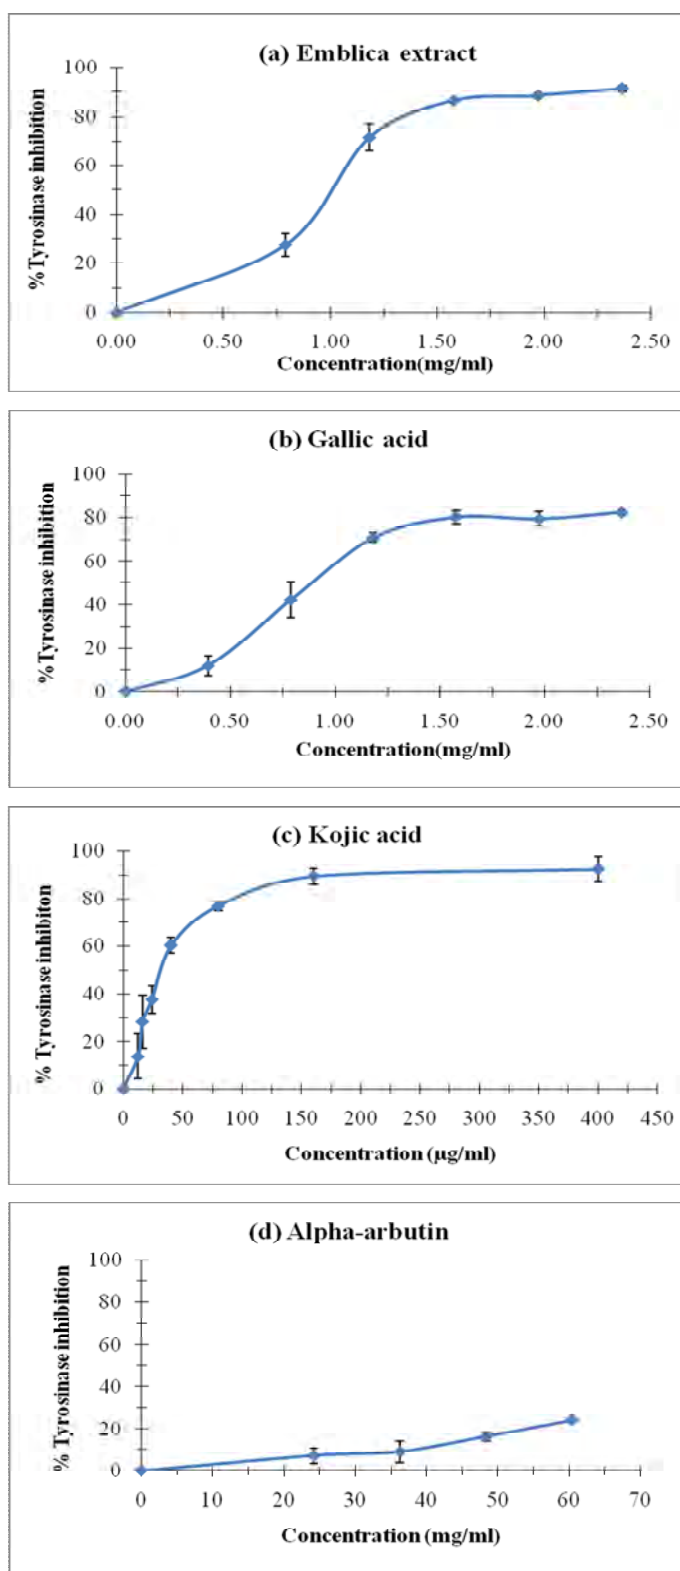 (a) Emblica extract
%Tyrosinase inhibition
100
80
60
40
20
0
0.00 0.50 1.00 1.50 2.00 2.50
Concentration(mg/ml)
(b) Gallic acid
%Tyrosinase inhibition
100
80
60
40
20
0
0.00 0.50 1.00 1.50 2.00 2.50
Concentration(mg/ml)
(c) Kojic acid
% Tyrosinase inhibiton
100
80
60
40
20
0
0 50 100 150 200 250 300 350 400 450
Concentration (µg/ml)
(d) Alpha-arbutin
% Tyrosinase inhibition
100
80
60
40
20
0
0 10 20 30 40 50 60 70
Concentration (mg/ml)